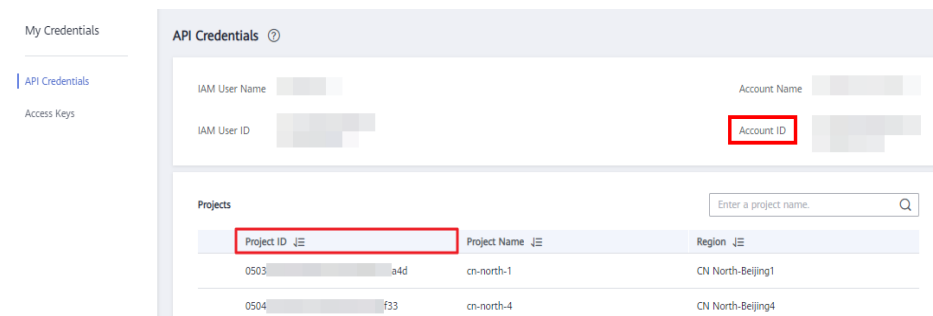 My Credentials
API Credentials
Access Keys
API Credentials ?
IAM User Name
Account Name
IAM User ID
Account ID
Projects
Enter a project name.
Project ID Project Name Region
0503 a4d cn-north-1 CN North-Beijing1
0504 f33 cn-north-4 CN North-Beijing4